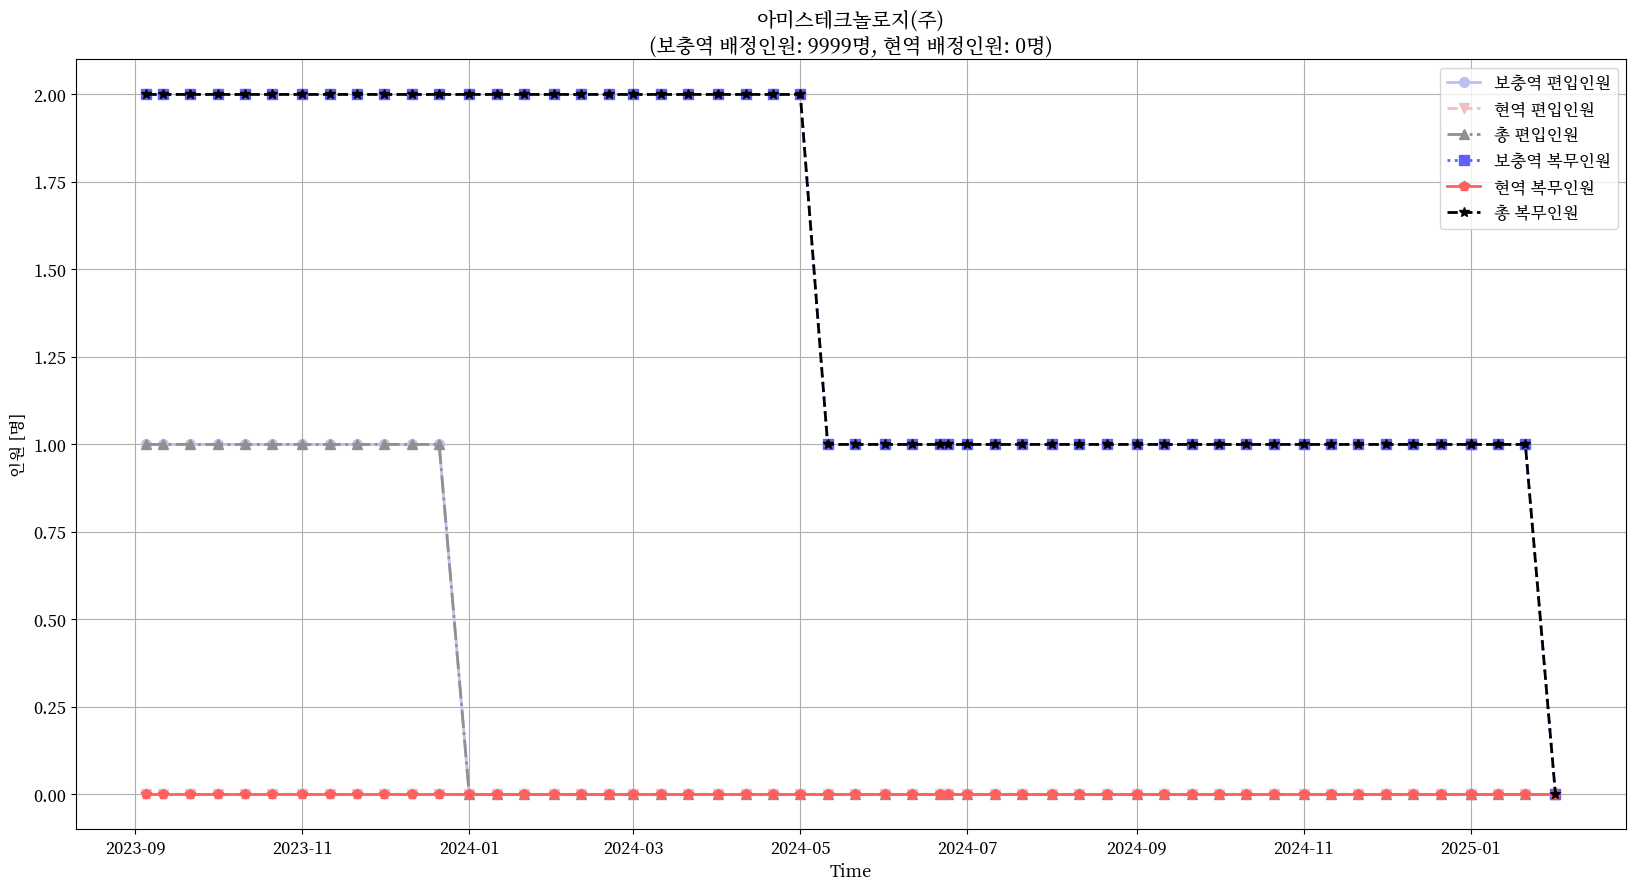 아미스테크놀로지(주)
(보충역 배정인원: 9999명, 현역 배정인원: 0명)
보충역 편입인원
현역 편입인원
총 편입인원
보충역 복무인원
현역 복무인원
총 복무인원
인원 [명]
2.00
1.75
1.50
1.25
1.00
0.75
0.50
0.25
0.00
2023-09
2023-11
2024-01
2024-03
2024-05
2024-07
2024-09
2024-11
2025-01
Time